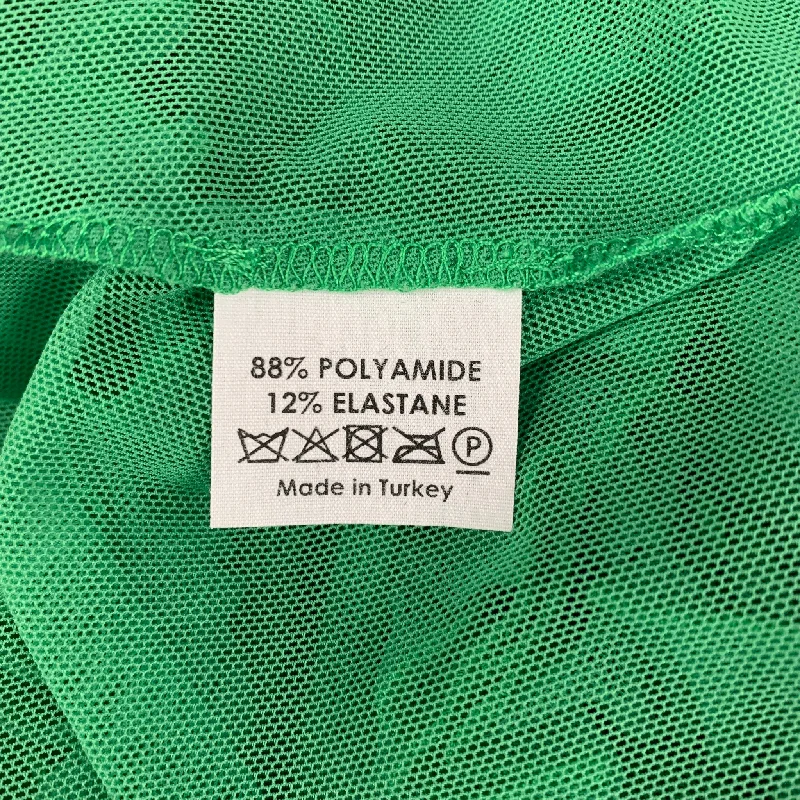 88% POLYAMIDE
12% ELASTANE
P
Made in Turkey